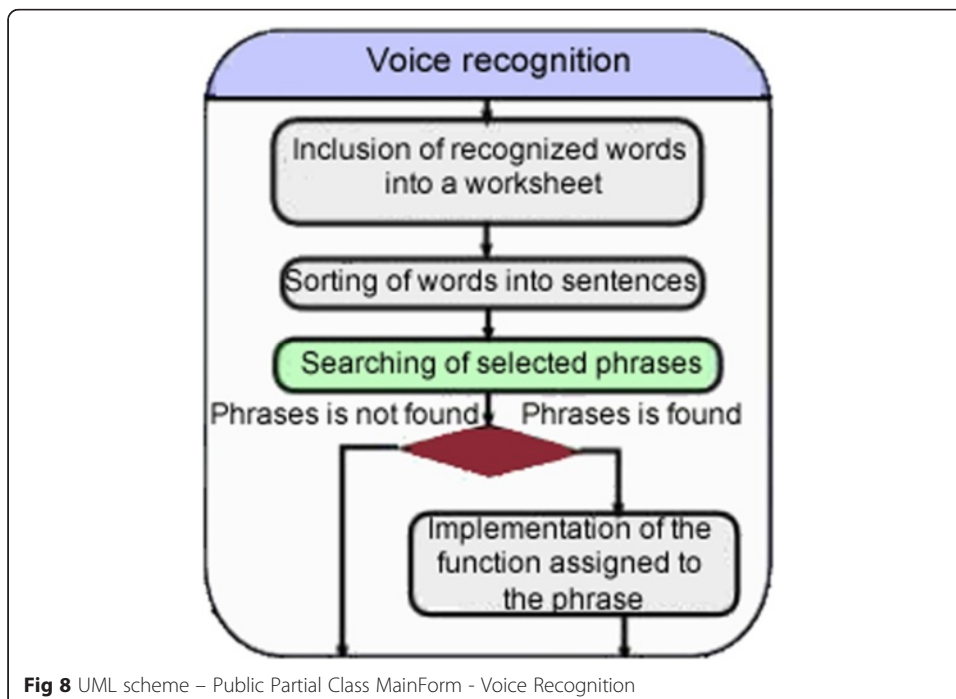 Voice recognition
Inclusion of recognized words
into a worksheet
Sorting of words into sentences
Searching of selected phrases
Phrases is not found
Phrases is found
Implementation of the
function assigned to
the phrase
Fig 8 UML scheme – Public Partial Class MainForm - Voice Recognition